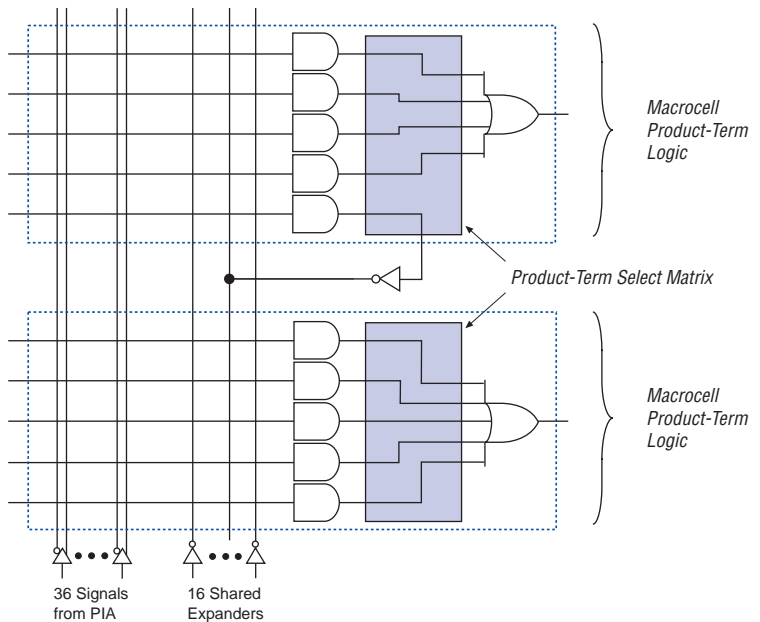 Macrocell
Product-Term
Logic
Product-Term Select Matrix
Macrocell
Product-Term
Logic
36 Signals
from PIA
16 Shared
Expanders